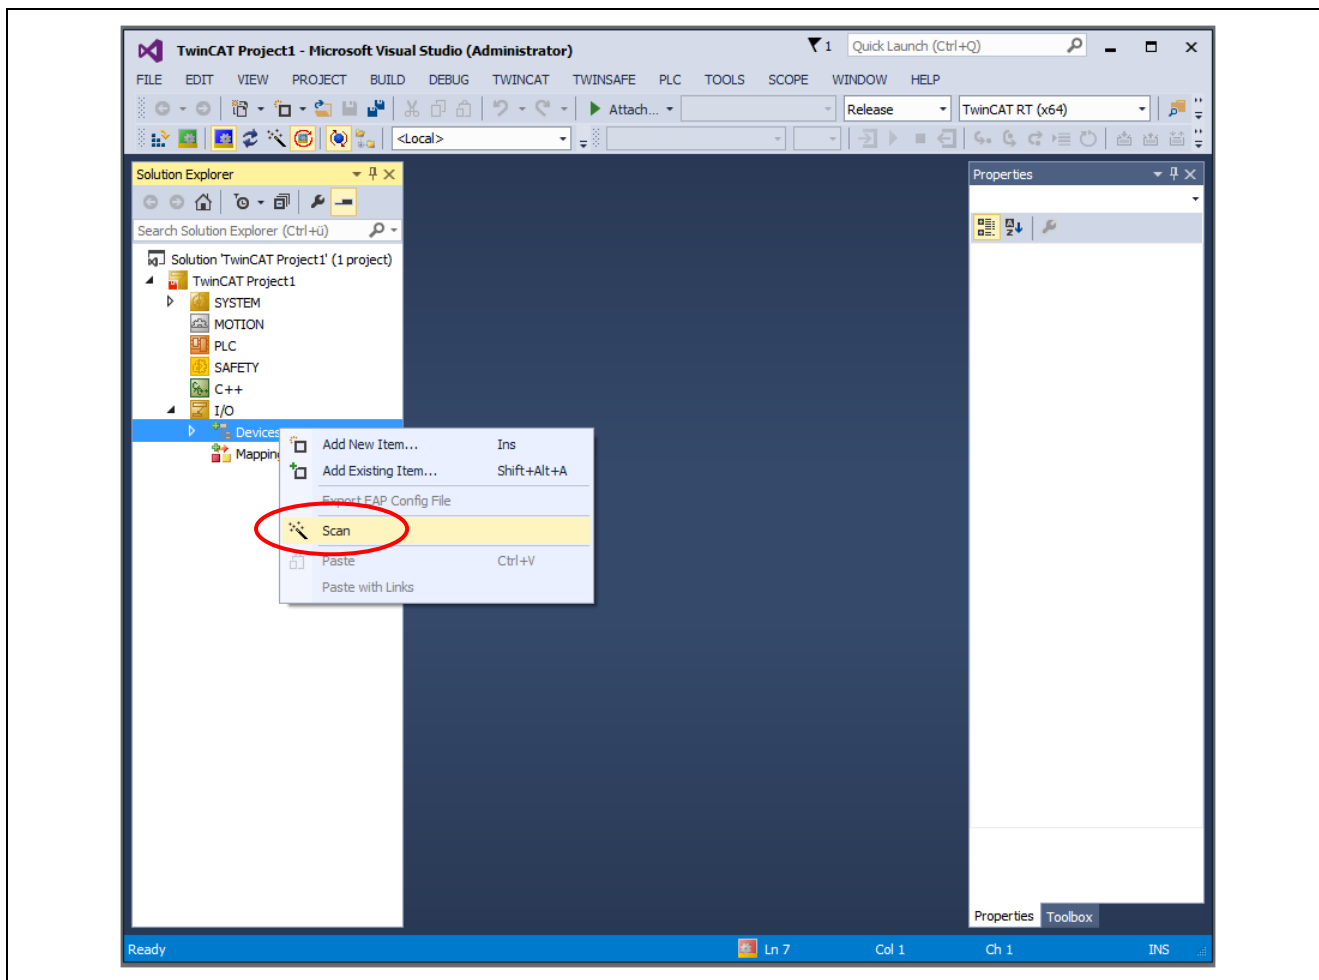 TwinCAT Project1 - Microsoft Visual Studio (Administrator)
1
Quick Launch (Ctrl+Q)
FILE EDIT VIEW PROJECT BUILD DEBUG TWINCAT TWINSAFE PLC TOOLS SCOPE WINDOW HELP
Attach... Release TwinCAT RT (x64)
<Local>
Solution Explorer
Search Solution Explorer (Ctrl+ü)
Solution 'TwinCAT Project1' (1 project)
TwinCAT Project1
SYSTEM
MOTION
PLC
SAFETY
C++
I/O
Devices
Mappin
Add New Item... Ins
Add Existing Item... Shift+Alt+A
Export EAP Config File
Scan
Paste Ctrl+V
Paste with Links
Properties
Properties Toolbox
Ready Ln 7 Col 1 Ch 1 INS